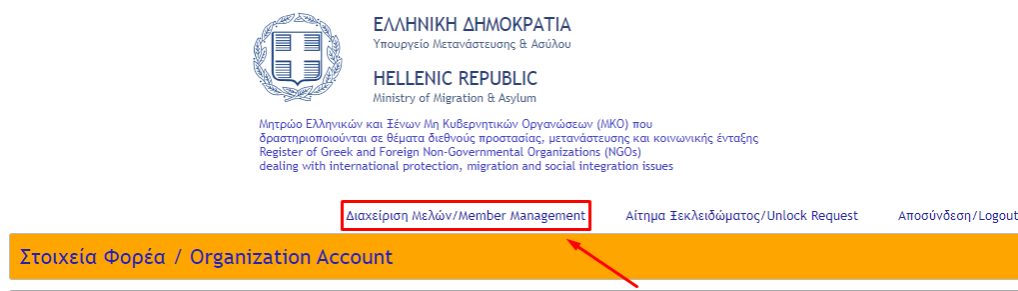 ΕΛΛΗΝΙΚΗ ΔΗΜΟΚΡΑΤΙΑ
Υπουργείο Μετανάστευσης & Ασύλου
HELLENIC REPUBLIC
Ministry of Migration & Asylum
Μητρώο Ελληνικών και Ξένων Μη Κυβερνητικών Οργανώσεων (ΜΚΟ) που
δραστηριοποιούνται σε θέματα διεθνούς προστασίας, μετανάστευσης και κοινωνικής ένταξης
Register of Greek and Foreign Non-Governmental Organizations (NGOs)
dealing with international protection, migration and social integration issues
Διαχείριση Μελών/Member Management Αίτημα Ξεκλειδώματος/Unlock Request Αποσύνδεση/Logout
Στοιχεία Φορέα / Organization Account